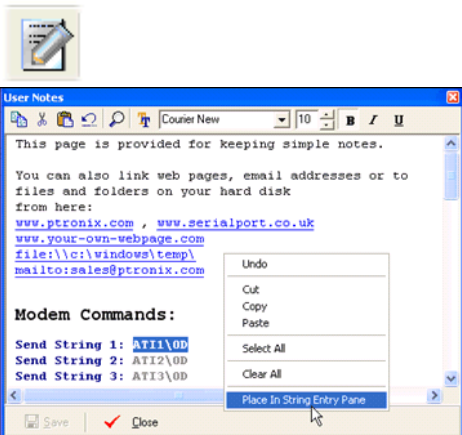 User Notes
Courier New 10 B I U
This page is provided for keeping simple notes.
You can also link web pages, email addresses or to
files and folders on your hard disk
from here:
www.ptronix.com , www.serialport.co.uk
www.your-own-webpage.com
file:\\c:\windows\temp\
mailto:sales@ptronix.com
Modem Commands:
Send String 1: ATI1\0D
Send String 2: ATI2\0D
Send String 3: ATI3\0D
Undo
Cut
Copy
Paste
Select All
Clear All
Place In String Entry Pane
Save Close